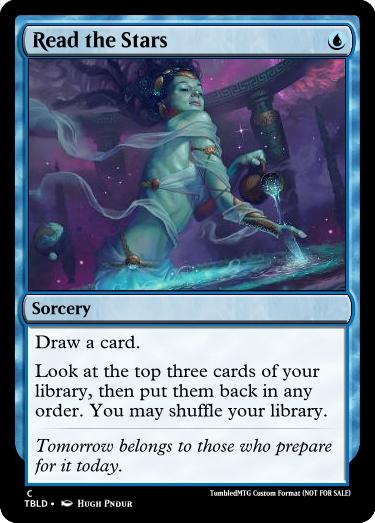 Read the Stars
Sorcery
Draw a card.
Look at the top three cards of your
library, then put them back in any
order. You may shuffle your library.
Tomorrow belongs to those who prepare
for it today.
C
TBLD • Hugh Pndur
TumbledMTG Custom Format (NOT FOR SALE)